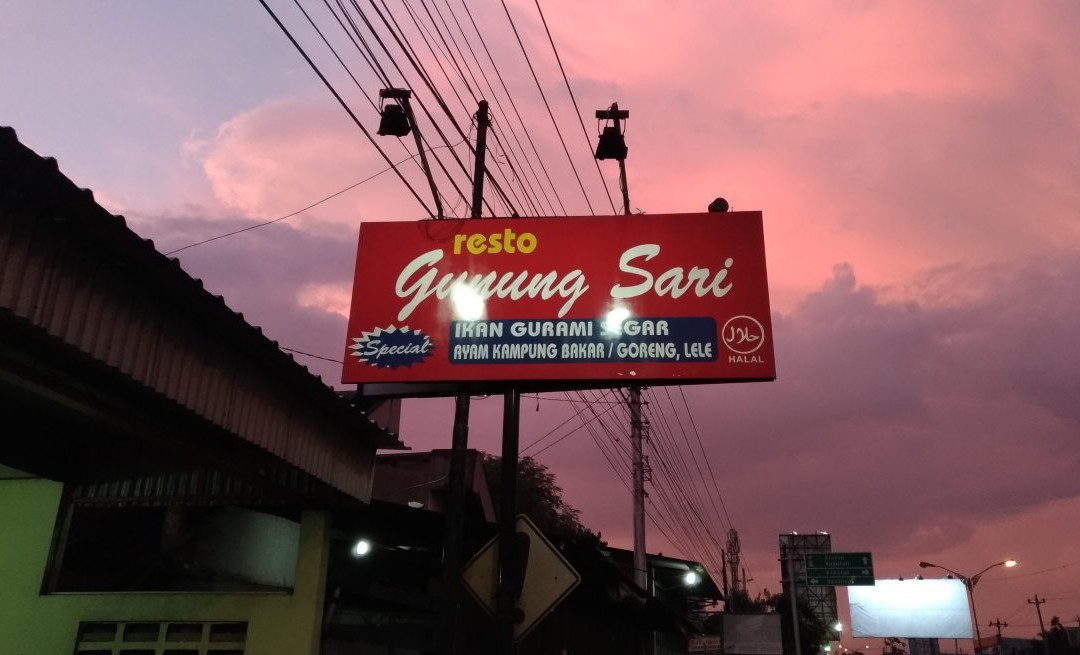 resto
Gunung Sari
Special
IKAN GURAMI SEGAR
AYAM KAMPUNG BAKAR / GORENG, LELE
حلال
HALAL